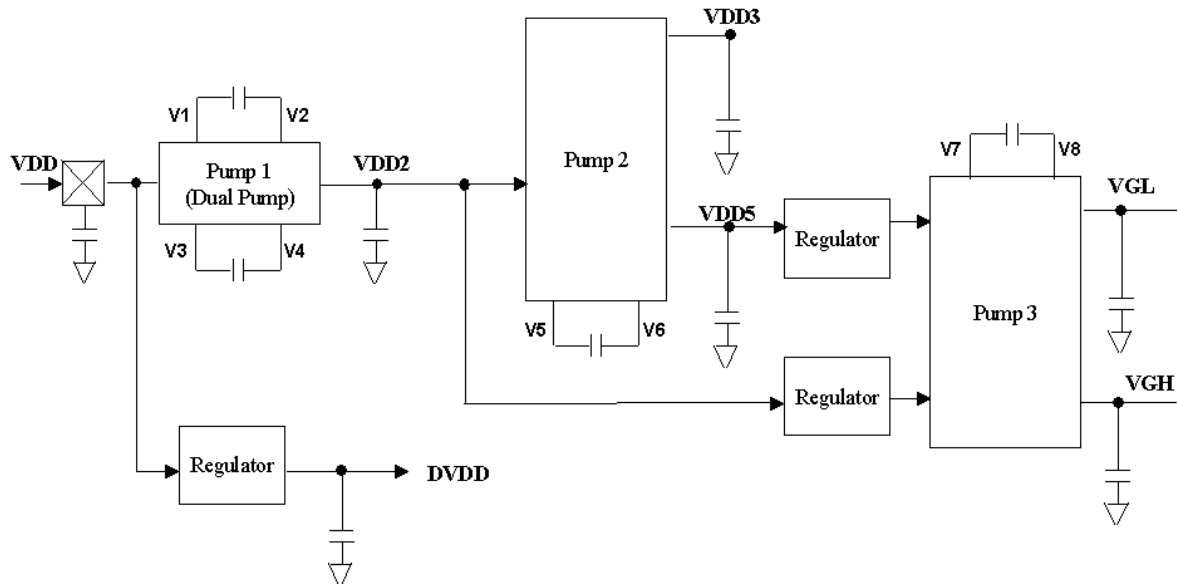 VDD3
V1
V2
V7
V8
VDD
Pump 1
(Dual Pump)
VDD2
Pump 2
VGL
VDD5
Regulator
V3
V4
Pump 3
V5
V6
Regulator
VGH
Regulator
DVDD